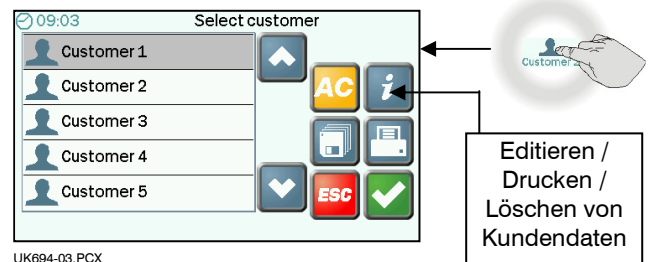 09:03 Select customer
Customer 1
Customer 2
Customer 3
Customer 4
Customer 5
AC i
ESC
Customer
Editieren /
Drucken /
Löschen von
Kundendaten
UK694-03.PCX